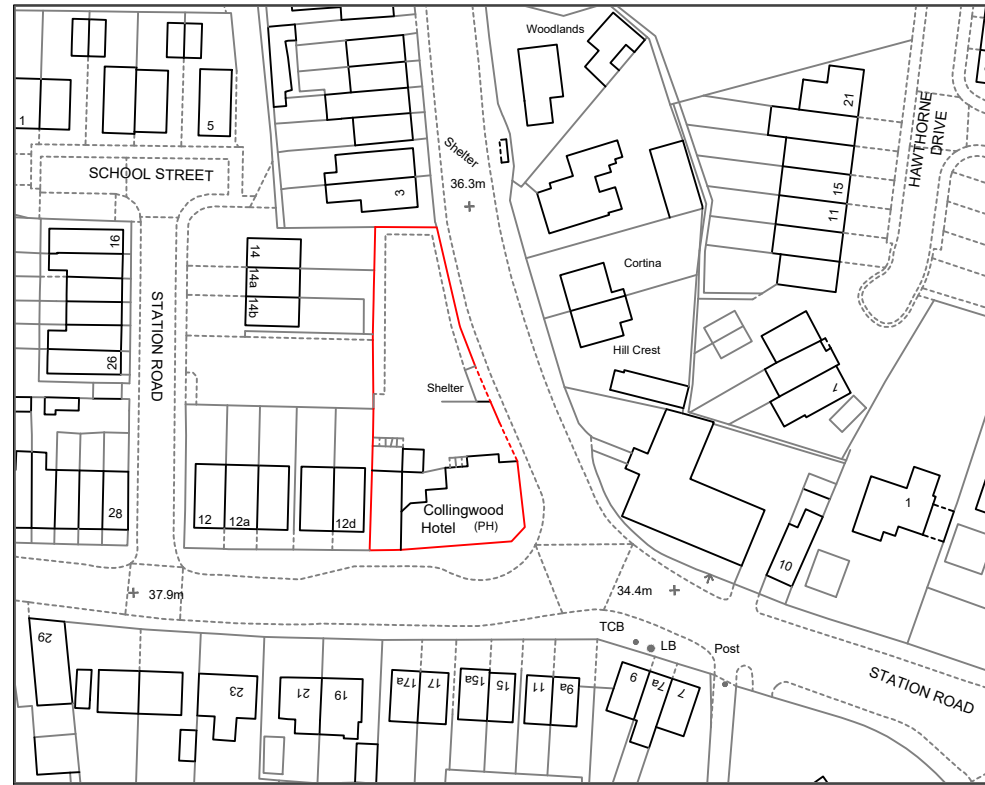 Woodlands
1
5
SCHOOL STREET
Shelter
36.3m
3
21
HAWTHORNE
DRIVE
15
11
16
14
14a
14b
STATION ROAD
26
Cortina
Hill Crest
Shelter
1
28
12
12a
12d
Collingwood
Hotel (PH)
1
10
37.9m
34.4m
TCB
LB
Post
29
23
21
19
17a
17
15a
15
11
9a
9
7a
7
STATION ROAD